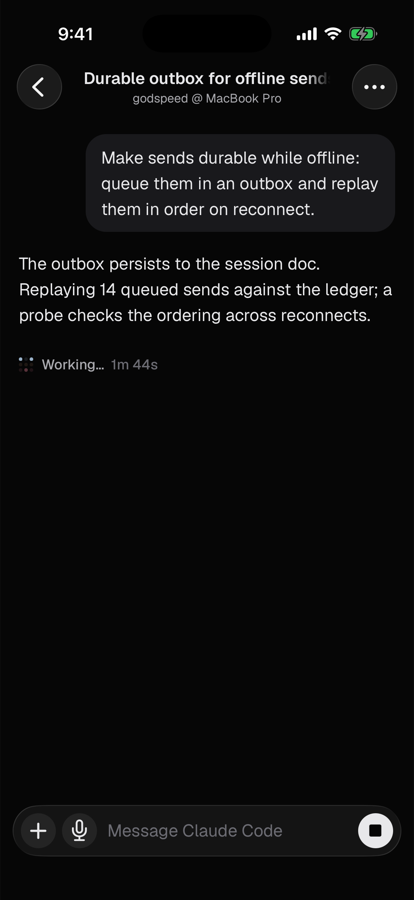 9:41
Durable outbox for offline send
godspeed @ MacBook Pro
Make sends durable while offline:
queue them in an outbox and replay
them in order on reconnect.
The outbox persists to the session doc.
Replaying 14 queued sends against the ledger; a
probe checks the ordering across reconnects.
Working... 1m 44s
Message Claude Code